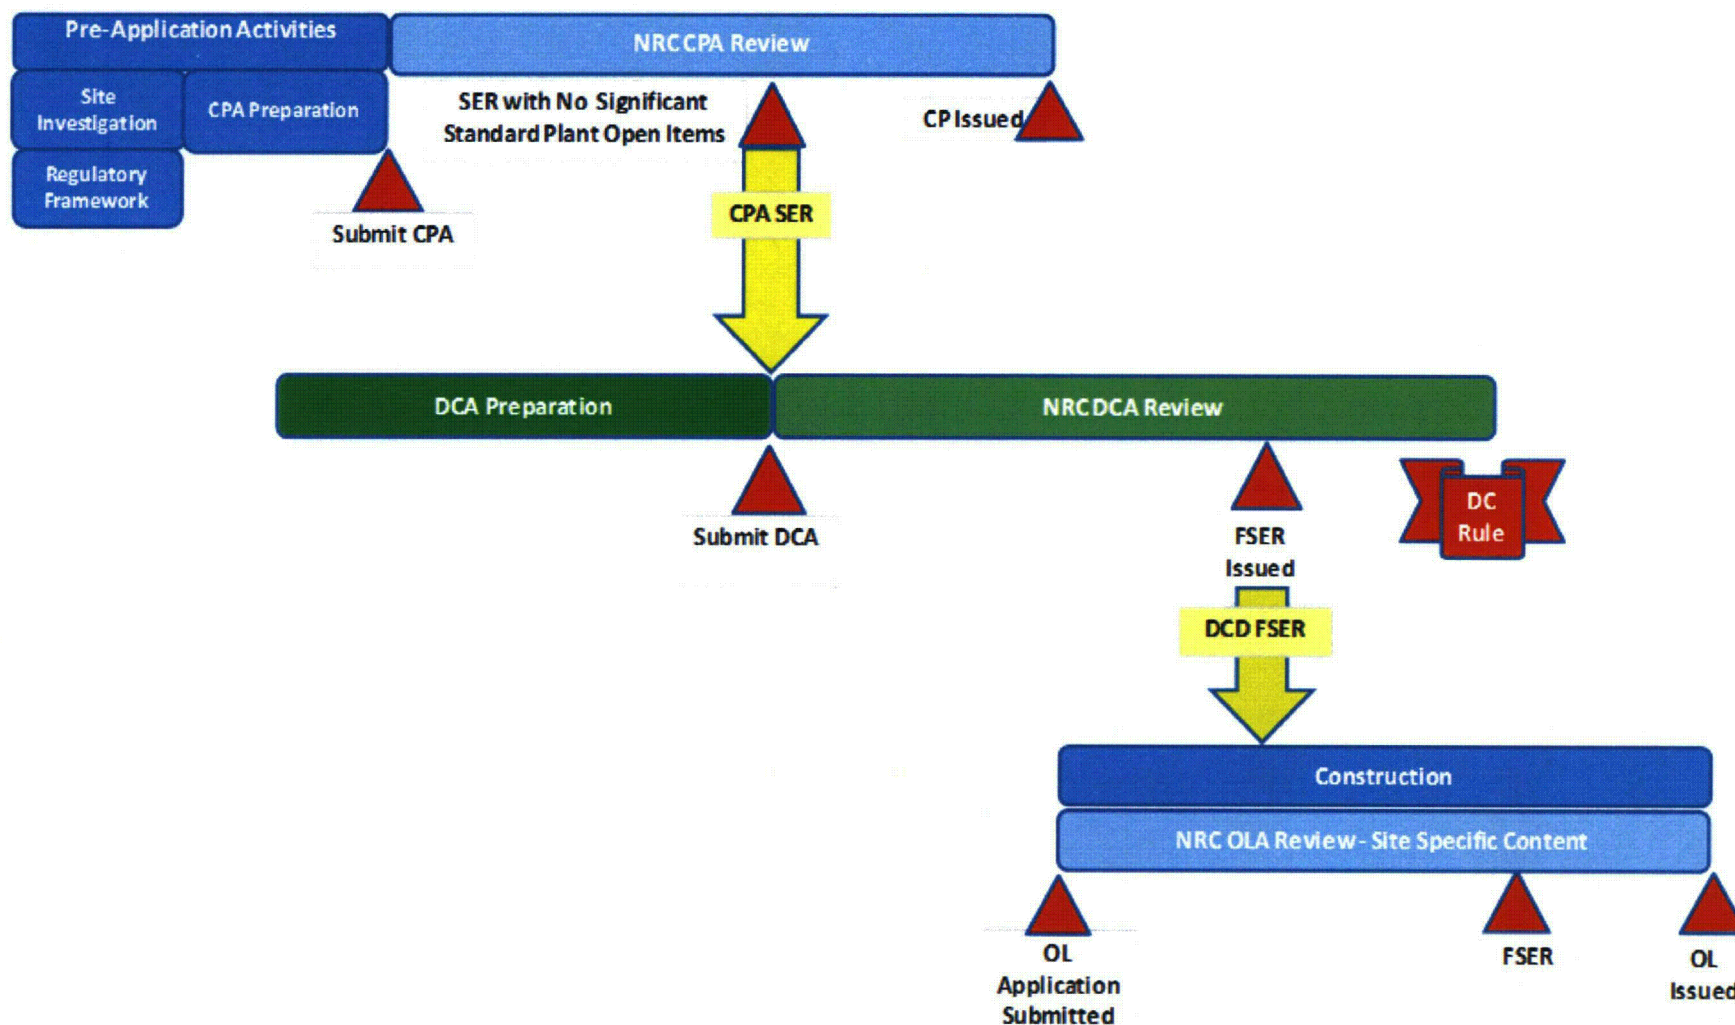 Pre-Application Activities
NRC CPA Review
Site
Investigation
CPA Preparation
Regulatory
Framework
Submit CPA
SER with No Significant
Standard Plant Open Items
CP Issued
CPA SER
DCA Preparation
NRC DCA Review
Submit DCA
FSER
Issued
DC
Rule
DCD FSER
Construction
NRC OLA Review - Site Specific Content
OL
Application
Submitted
FSER
OL
Issued